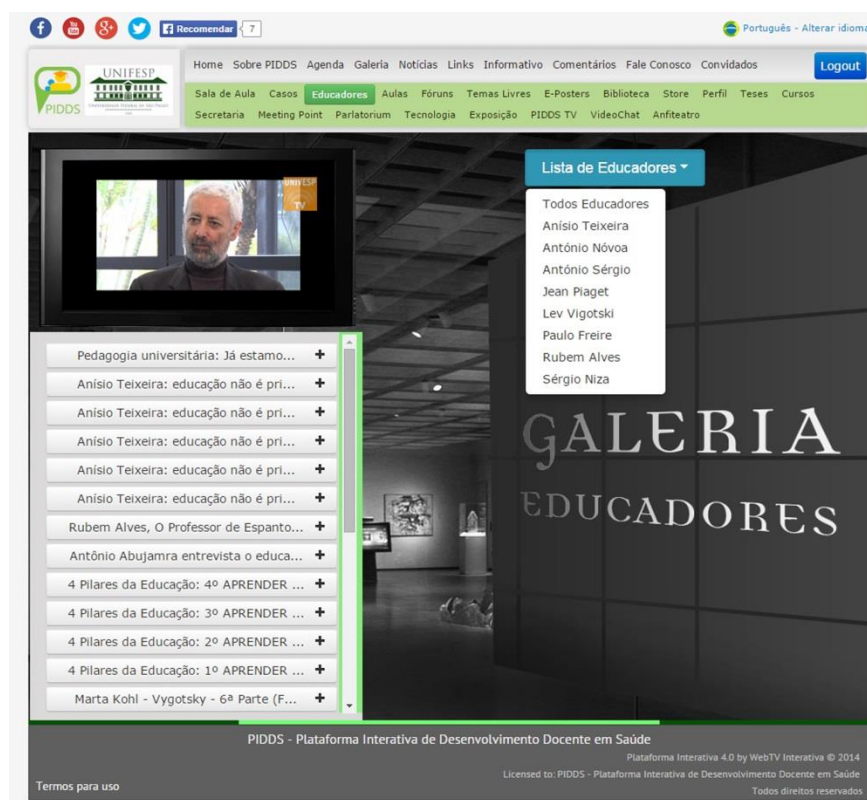 Recomendar 7
Português - Alterar idioma
PIDDS
UNIFESP
Home Sobre PIDDS Agenda Galeria Notícias Links Informativo Comentários Fale Conosco Convidados
Logout
Sala de Aula Casos Educadores Aulas Fóruns Temas Livres E-Posters Biblioteca Store Perfil Teses Cursos
Secretaria Meeting Point Parlatorium Tecnologia Exposição PIDDS TV VideoChat Anfiteatro
UNIVESP
TV
Lista de Educadores
Todos Educadores
Anísio Teixeira
António Nóvoa
António Sérgio
Jean Piaget
Lev Vigotski
Paulo Freire
Rubem Alves
Sérgio Niza
Pedagogia universitária: Já estamo... +
Anísio Teixeira: educação não é pri... +
Anísio Teixeira: educação não é pri... +
Anísio Teixeira: educação não é pri... +
Anísio Teixeira: educação não é pri... +
Anísio Teixeira: educação não é pri... +
Rubem Alves, O Professor de Espanto... +
Antônio Abujamra entrevista o educa... +
4 Pilares da Educação: 4º APRENDER ... +
4 Pilares da Educação: 3º APRENDER ... +
4 Pilares da Educação: 2º APRENDER ... +
4 Pilares da Educação: 1º APRENDER ... +
Marta Kohl - Vygotsky - 6ª Parte (F... +
GALERIA
EDUCADORES
PIDDS - Plataforma Interativa de Desenvolvimento Docente em Saúde
Plataforma Interativa 4.0 by WebTV Interativa © 2014
Licensed to: PIDDS - Plataforma Interativa de Desenvolvimento Docente em Saúde
Termos para uso
Todos direitos reservados